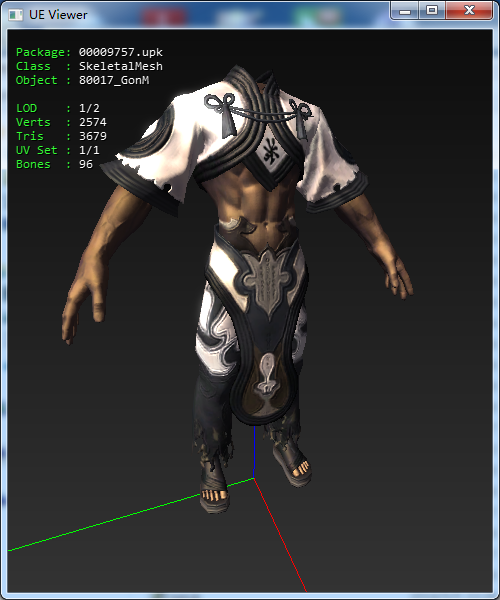 UE Viewer
Package: 00009757.upk
Class : SkeletalMesh
Object : 80017_GonM
LOD : 1/2
Verts : 2574
Tris : 3679
UV Set : 1/1
Bones : 96